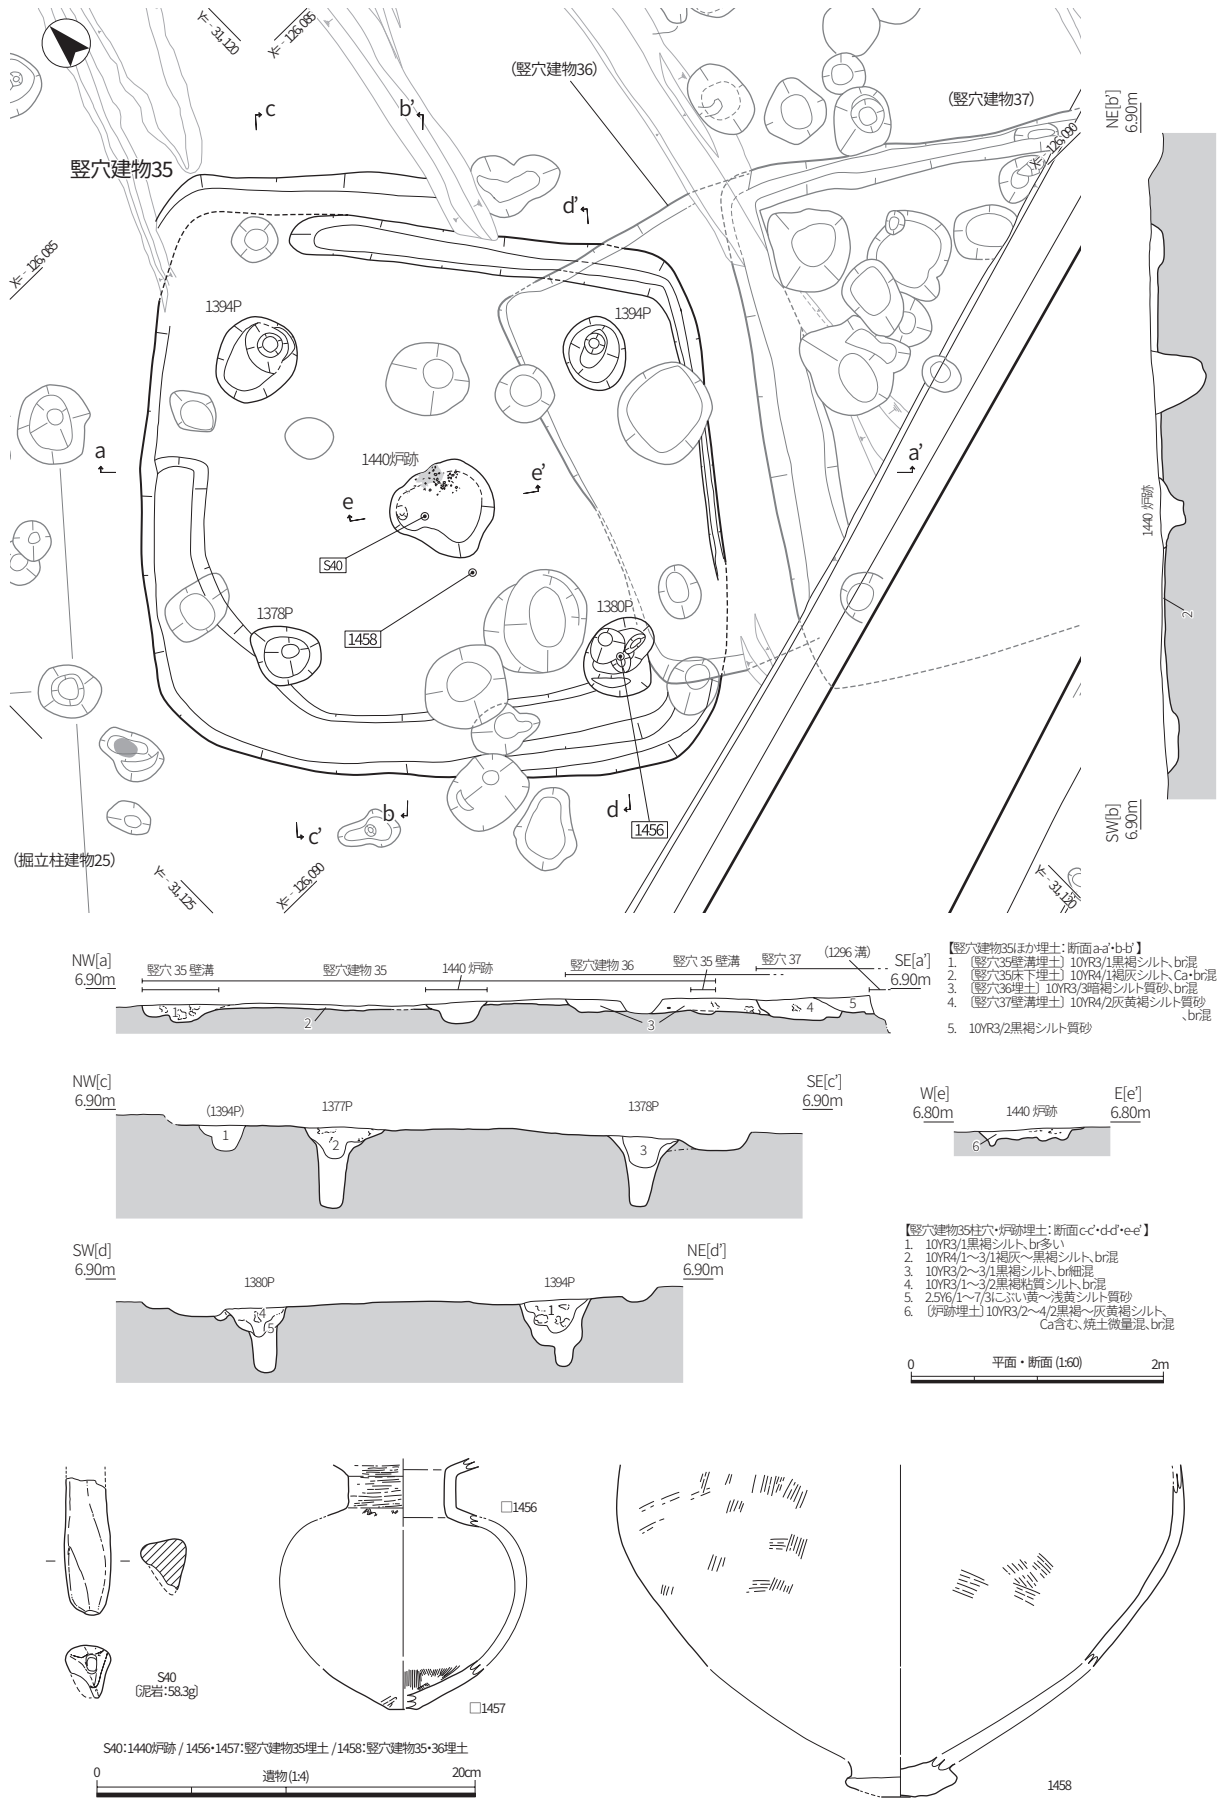 Y=-31,120
X=-126,085
(竪穴建物36)
(竪穴建物37)
NE[b']
6.90m
c
b'
X=-126,090
竪穴建物35
d'
X=-126,085
1394P
1394P
a
1440炉跡
e'
a'
e
1440 炉跡
S40
1378P
1380P
1458
2
b
d
c'
1456
SW[b]
6.90m
(掘立柱建物25)
Y=-31,125
X=-126,090
Y=-31,120
NW[a]
6.90m
竪穴 35 壁溝
竪穴建物 35
1440 炉跡
竪穴建物 36
竪穴 35 壁溝
竪穴 37
(1296 溝)
SE[a']
6.90m
1
2
3
4
5
【竪穴建物35ほか埋土:断面a-a'・b-b'】
1. 〔竪穴35壁溝埋土〕10YR3/1黒褐シルト、br混
2. 〔竪穴35床下埋土〕10YR4/1褐灰シルト、Ca・br混
3. 〔竪穴36埋土〕10YR3/3暗褐シルト質砂、br混
4. 〔竪穴37壁溝埋土〕10YR4/2灰黄褐シルト質砂
、br混
5. 10YR3/2黒褐シルト質砂
NW[c]
6.90m
(1394P)
1377P
1378P
SE[c']
6.90m
1
2
3
W[e]
6.80m
1440 炉跡
E[e']
6.80m
6
SW[d]
6.90m
1380P
1394P
NE[d']
6.90m
4
5
1
【竪穴建物35柱穴・炉跡埋土:断面c-c'・d-d'・e-e'】
1. 10YR3/1黒褐シルト、br多い
2. 10YR4/1～3/1褐灰～黒褐シルト、br混
3. 10YR3/2～3/1黒褐シルト、br細混
4. 10YR3/1～3/2黒褐粘質シルト、br混
5. 2.5Y6/1～7/3にぶい黄～浅黄シルト質砂
6. 〔炉跡埋土〕10YR3/2～4/2黒褐～灰黄褐シルト、
Ca含む、焼土微量混、br混
0 平面・断面 (1:60) 2m
□1456
S40
〔泥岩:58.3g〕
□1457
S40:1440炉跡 / 1456・1457:竪穴建物35埋土 /1458:竪穴建物35・36埋土
0 遺物 (1:4) 20cm
1458